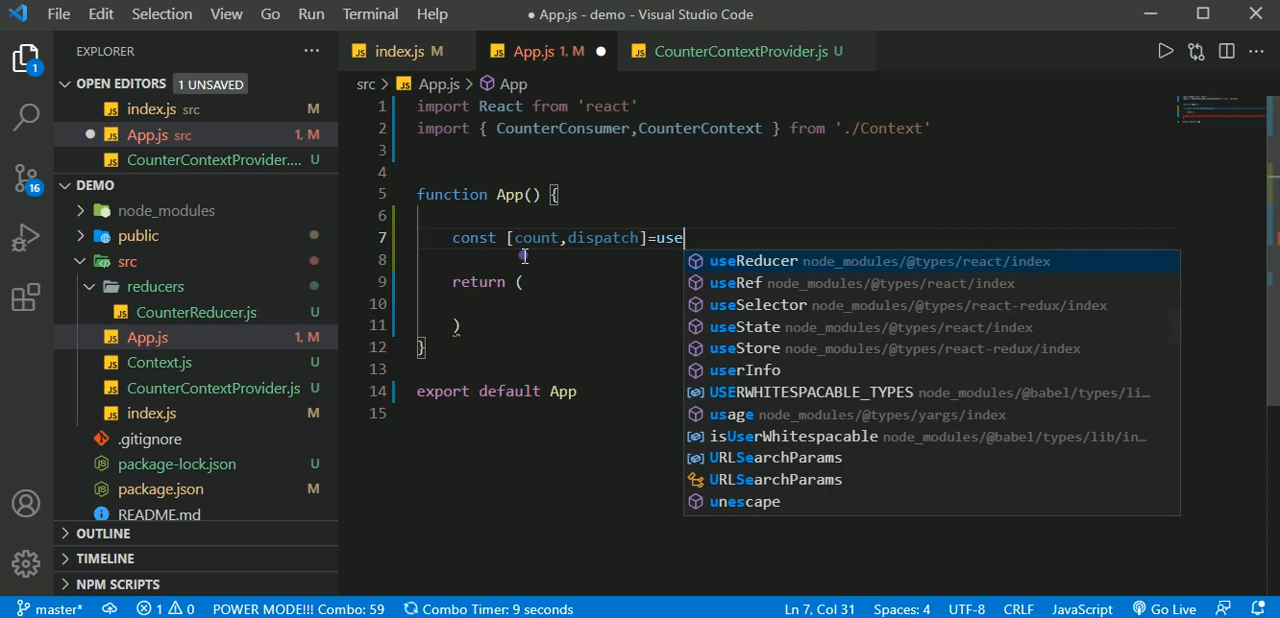 File Edit Selection View Go Run Terminal Help ● App.js - demo - Visual Studio Code
EXPLORER ...
index.js M App.js 1, M ● CounterContextProvider.js U
OPEN EDITORS 1 UNSAVED
index.js src M
App.js src 1, M
CounterContextProvider.... U
DEMO
node_modules
public
src
reducers
CounterReducer.js U
App.js 1, M
Context.js U
CounterContextProvider.js U
index.js M
.gitignore
package-lock.json U
package.json M
README.md
OUTLINE
TIMELINE
NPM SCRIPTS
1
16
src > App.js > App
1 import React from 'react'
2 import { CounterConsumer,CounterContext } from './Context'
3
4
5 function App() {
6
7 const [count,dispatch]=use
8
9 return (
10
11 )
12 }
13
14 export default App
15
useReducer node_modules/@types/react/index
useRef node_modules/@types/react/index
useSelector node_modules/@types/react-redux/index
useState node_modules/@types/react/index
useStore node_modules/@types/react-redux/index
userInfo
USERWHITESPACABLE_TYPES node_modules/@babel/types/li...
usage node_modules/@types/yargs/index
isUserWhitespacable node_modules/@babel/types/lib/in...
URLSearchParams
URLSearchParams
unescape
master* 1 0 POWER MODE!!! Combo: 59 Combo Timer: 9 seconds Ln 7, Col 31 Spaces: 4 UTF-8 CRLF JavaScript Go Live